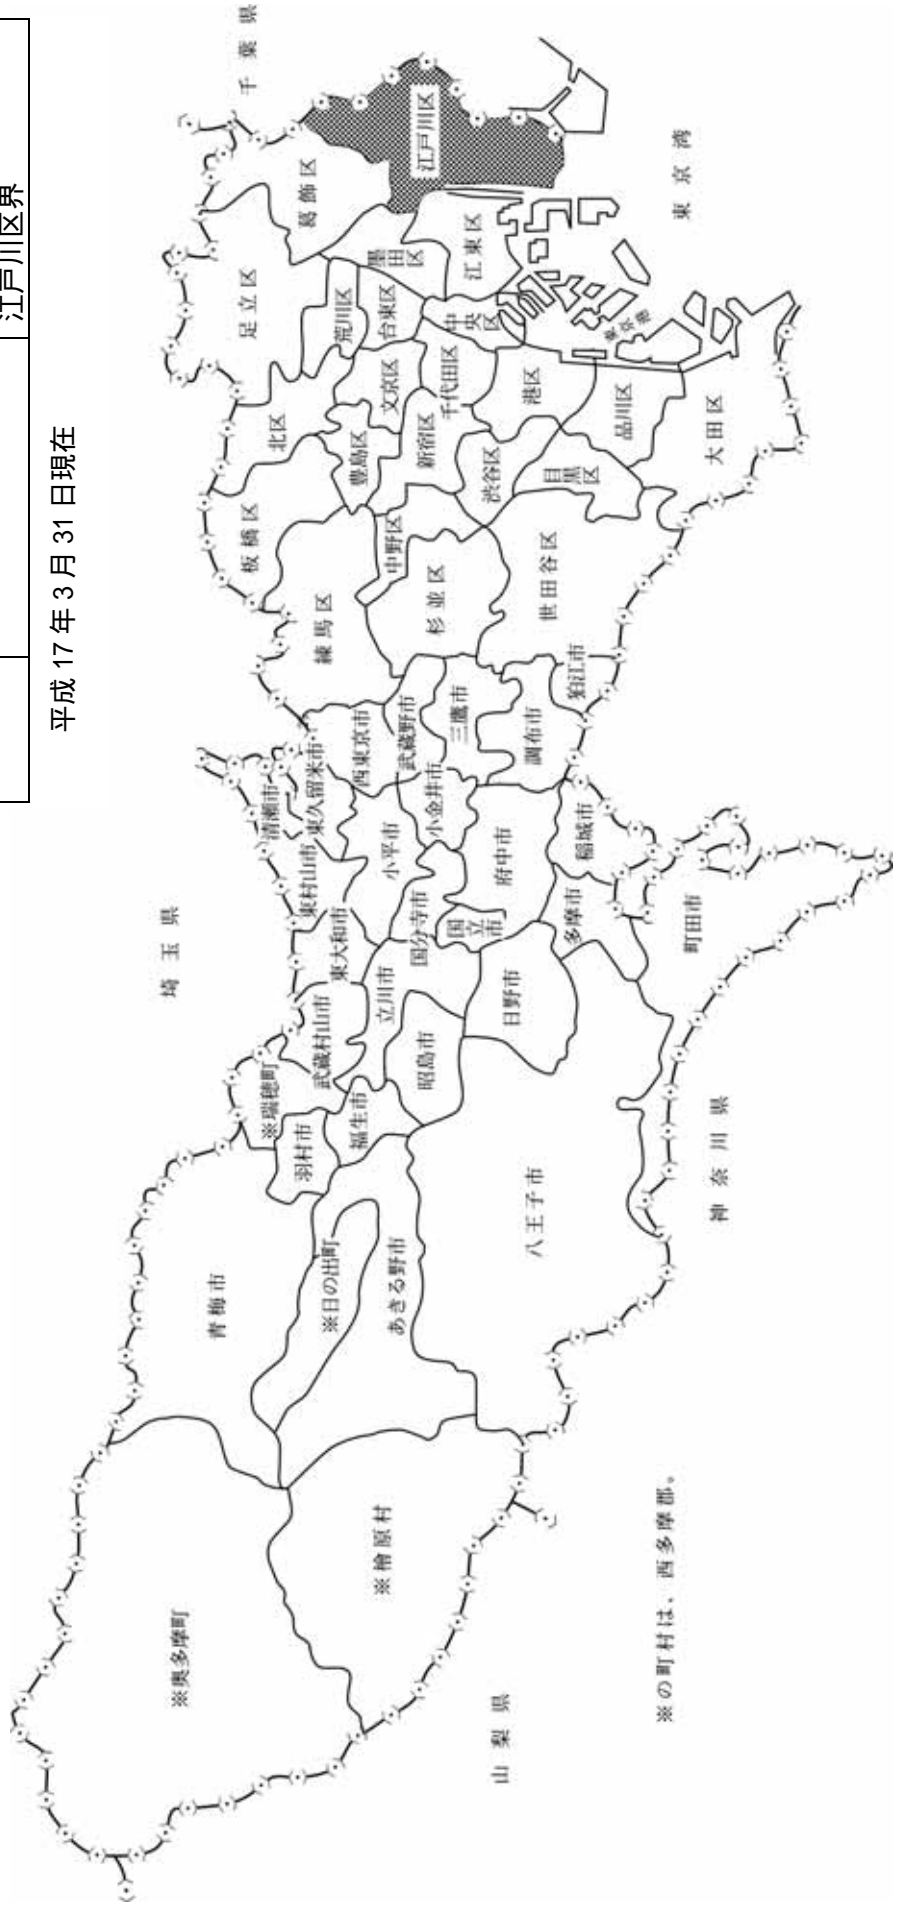 江戸川区界
平成 17 年 3 月 31 日現在
埼 玉 県
千 葉 県
※奥多摩町
青 梅 市
※瑞穂町
羽村市
武蔵村山市
東大和市
東村山市
清瀬市
東久留米市
板 橋 区
北 区
足 立 区
葛 飾 区
※檜 原 村
※日の出町
あきる野市
福生市
昭島市
立川市
国分寺市
小平市
小金井市
西東京市
武蔵野市
三鷹市
練 馬 区
杉 並 区
中野区
豊島区
新宿区
文京区
千代田区
荒川区
台東区
墨田区
中央区
江 東 区
江戸川区
八 王 子 市
日野市
国立市
府中市
多摩市
稲城市
調布市
狛江市
世 田 谷 区
渋谷区
目黒区
港区
品川区
大 田 区
東京港
東 京 湾
町田市
山 梨 県
神 奈 川 県
※の町村は、西多摩郡。